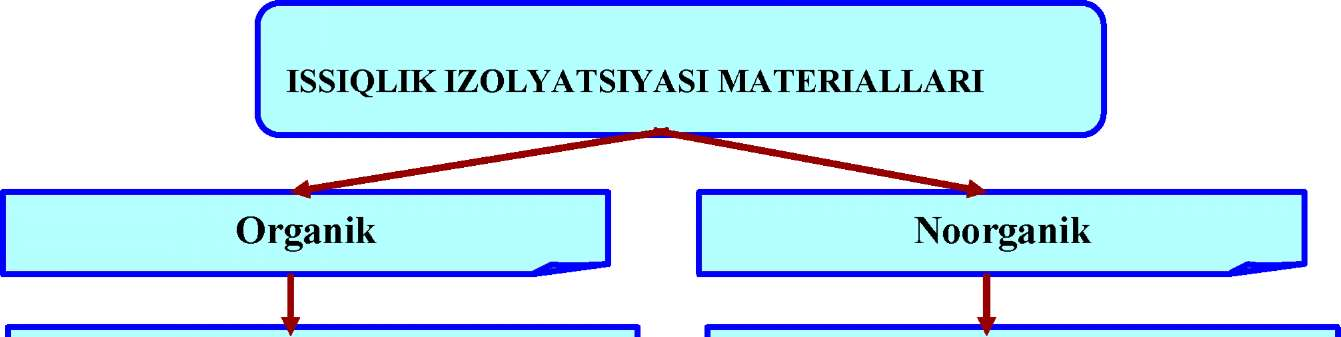 ISSIQLIK IZOLYATSIYASI MATERIALLARI
Organik
Noorganik